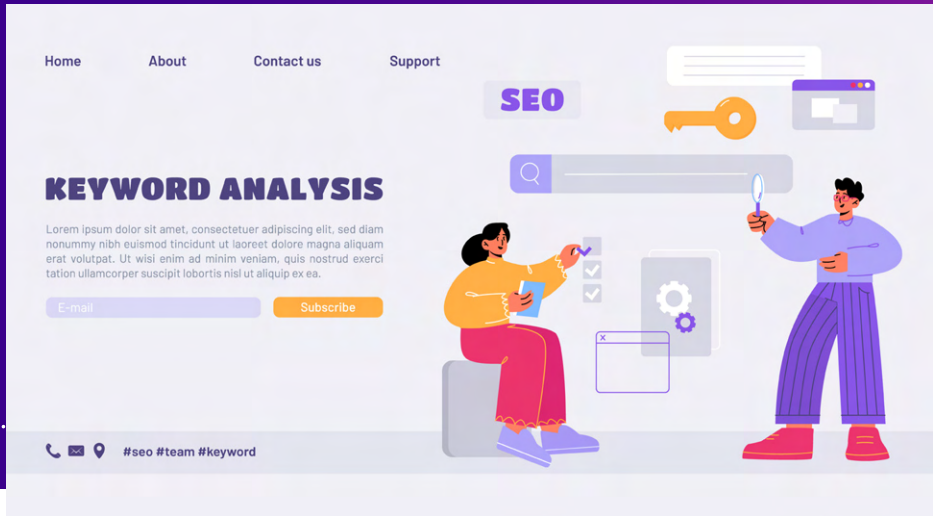 Home About Contact us Support
SEO
KEYWORD ANALYSIS
Lorem ipsum dolor sit amet, consectetuer adipiscing elit, sed diam
nonummy nibh euismod tincidunt ut laoreet dolore magna aliquam
erat volutpat. Ut wisi enim ad minim veniam, quis nostrud exerci
tation ullamcorper suscipit lobortis nisl ut aliquip ex ea.
E-mail Subscribe
X
#seo #team #keyword